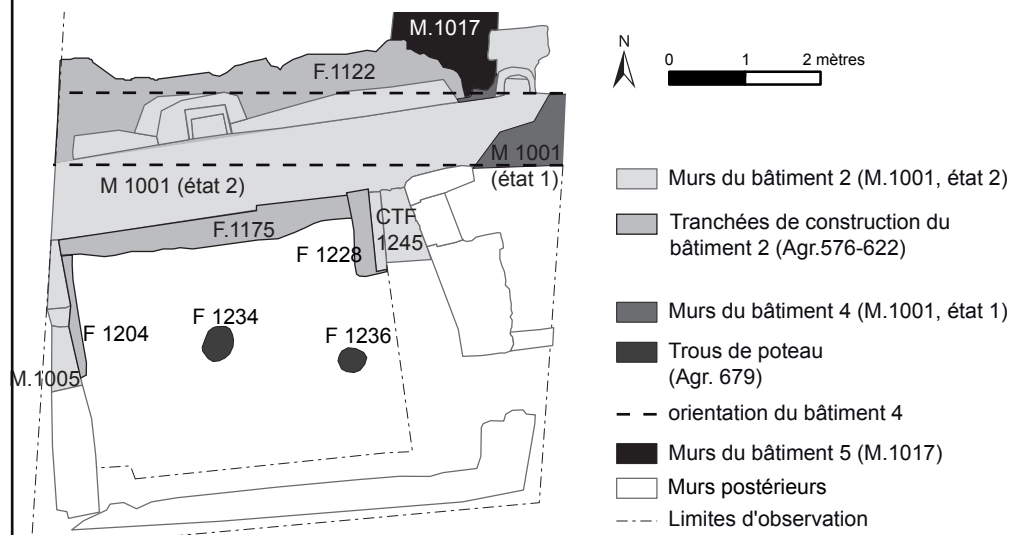 M.1017
F.1122
M 1001
(état 1)
M 1001 (état 2)
CTF
1245
F.1175
F 1228
F 1204
F 1234
F 1236
M.1005
N
0 1 2 mètres
Murs du bâtiment 2 (M.1001, état 2)
Tranchées de construction du
bâtiment 2 (Agr.576-622)
Murs du bâtiment 4 (M.1001, état 1)
Trous de poteau
(Agr. 679)
orientation du bâtiment 4
Murs du bâtiment 5 (M.1017)
Murs postérieurs
Limites d'observation